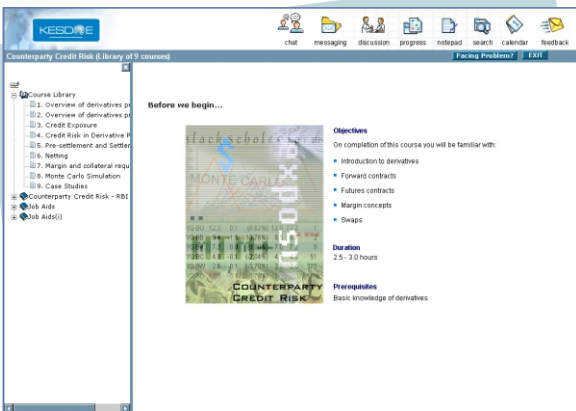 KESDEE
chat messaging discussion progress notepad search calendar feedback
Counterparty Credit Risk (Library of 9 courses) Facing Problem? EXIT
Course Library
1. Overview of derivatives pr
2. Overview of derivatives pr
3. Credit Exposure
4. Credit Risk in Derivative P
5. Pre-settlement and Settler
6. Netting
7. Margin and collateral requ
8. Monte Carlo Simulation
9. Case Studies
Counterparty Credit Risk - RBI
Job Aids
Job Aids(i)
Before we begin...
black scholes
MONTE CARLO
exposu
COUNTERPARTY
CREDIT RISK
Objectives
On completion of this course you will be familiar with:
Introduction to derivatives
Forward contracts
Futures contracts
Margin concepts
Swaps
Duration
2.5 - 3.0 hours
Prerequisites
Basic knowledge of derivatives